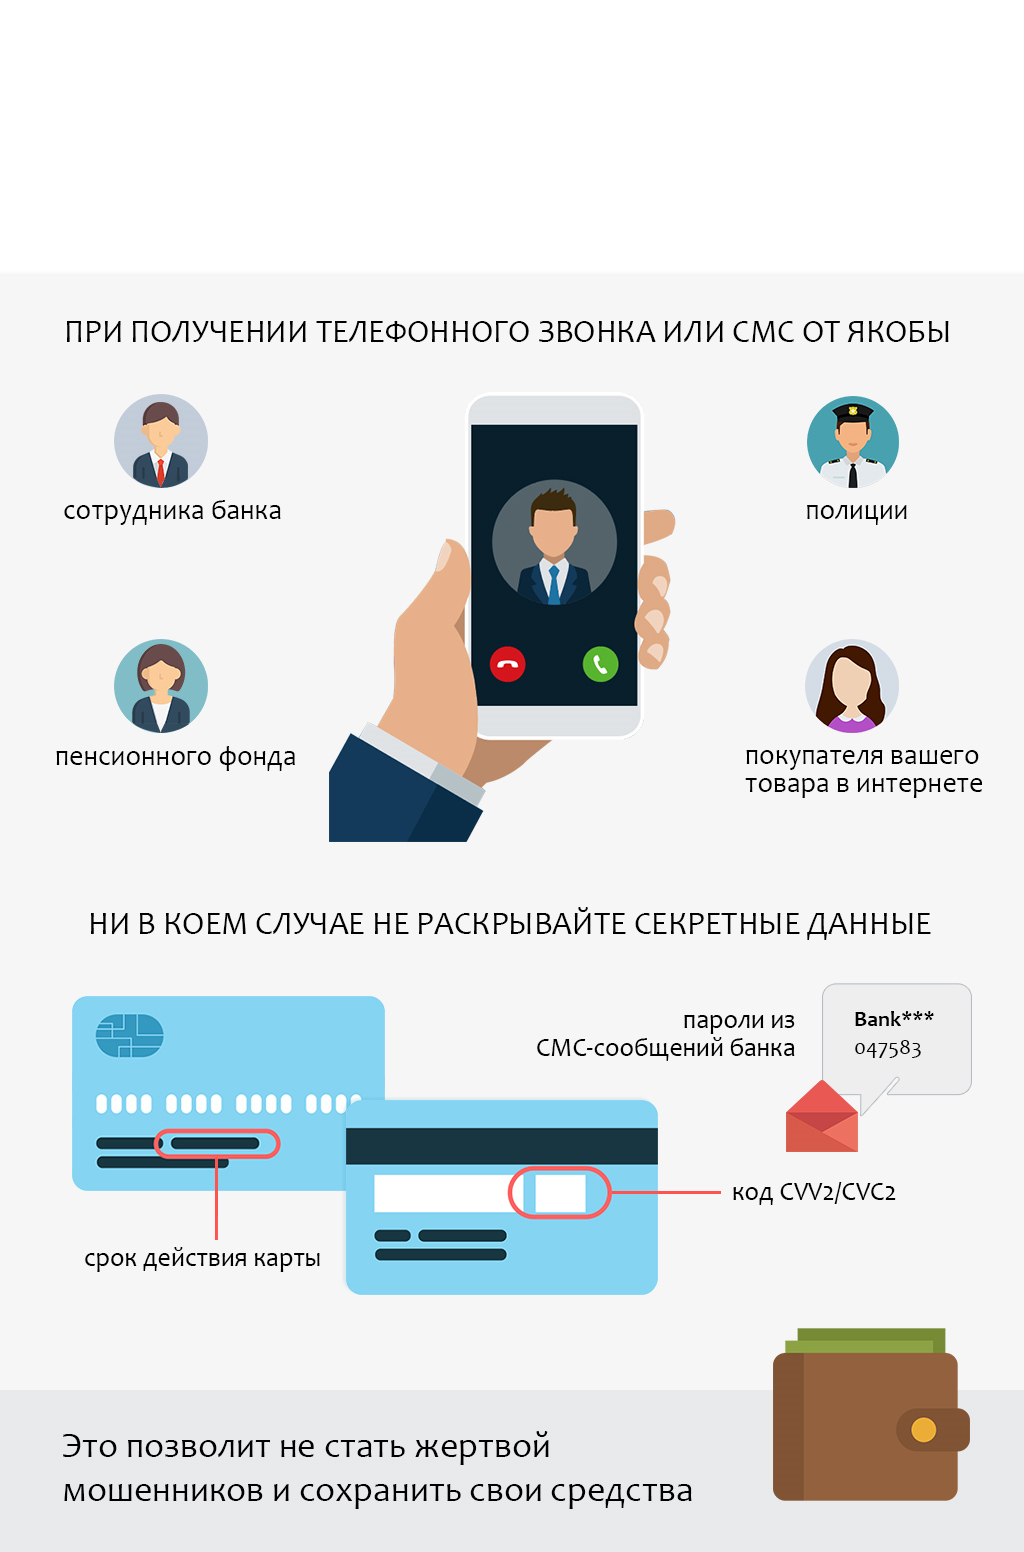 ПРИ ПОЛУЧЕНИИ ТЕЛЕФОННОГО ЗВОНКА ИЛИ СМС ОТ ЯКОБЫ
сотрудника банка
полиции
пенсионного фонда
покупателя вашего
товара в интернете
НИ В КОЕМ СЛУЧАЕ НЕ РАСКРЫВАЙТЕ СЕКРЕТНЫЕ ДАННЫЕ
пароли из
СМС-сообщений банка
Bank***
047583
код CVV2/CVC2
срок действия карты
Это позволит не стать жертвой
мошенников и сохранить свои средства